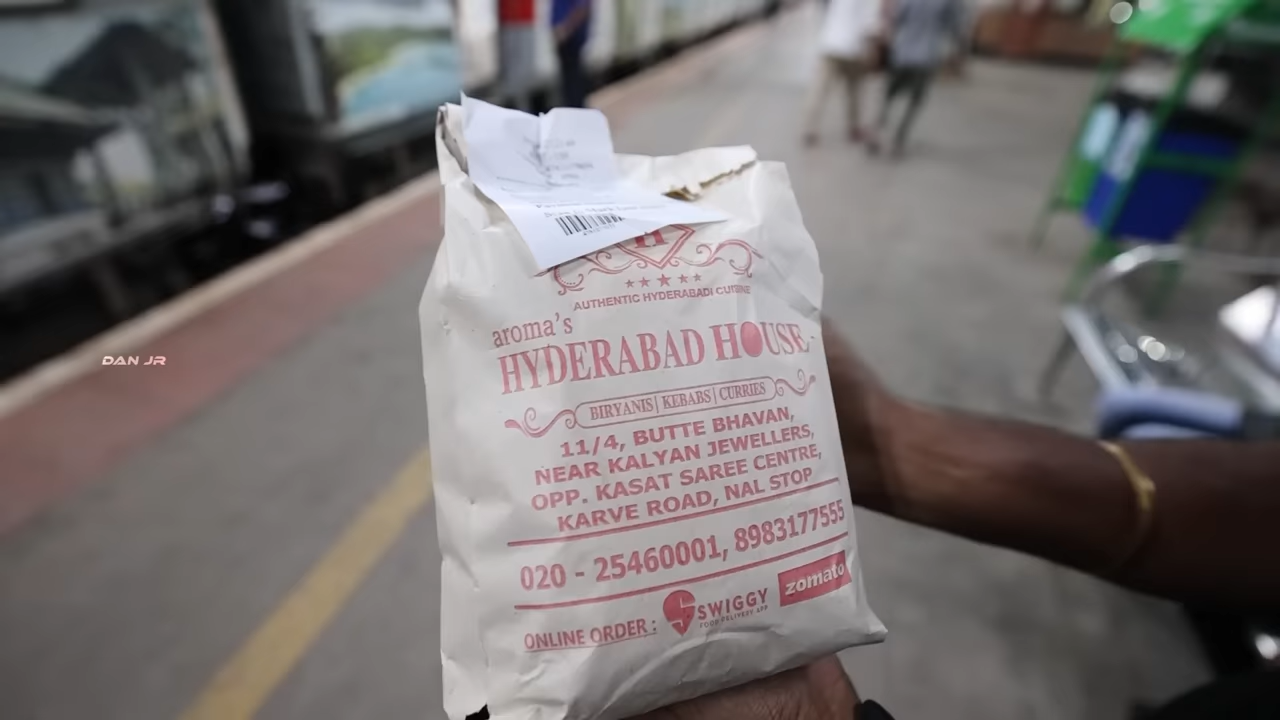 H
AUTHENTIC HYDERABADI CUISINE
aroma's
HYDERABAD HOUSE
BIRYANIS | KEBABS | CURRIES
11/4, BUTTE BHAVAN,
NEAR KALYAN JEWELLERS,
OPP. KASAT SAREE CENTRE,
KARVE ROAD, NAL STOP
020 - 25460001, 8983177555
ONLINE ORDER : SWIGGY zomato
FOOD DELIVERY APP
DAN JR